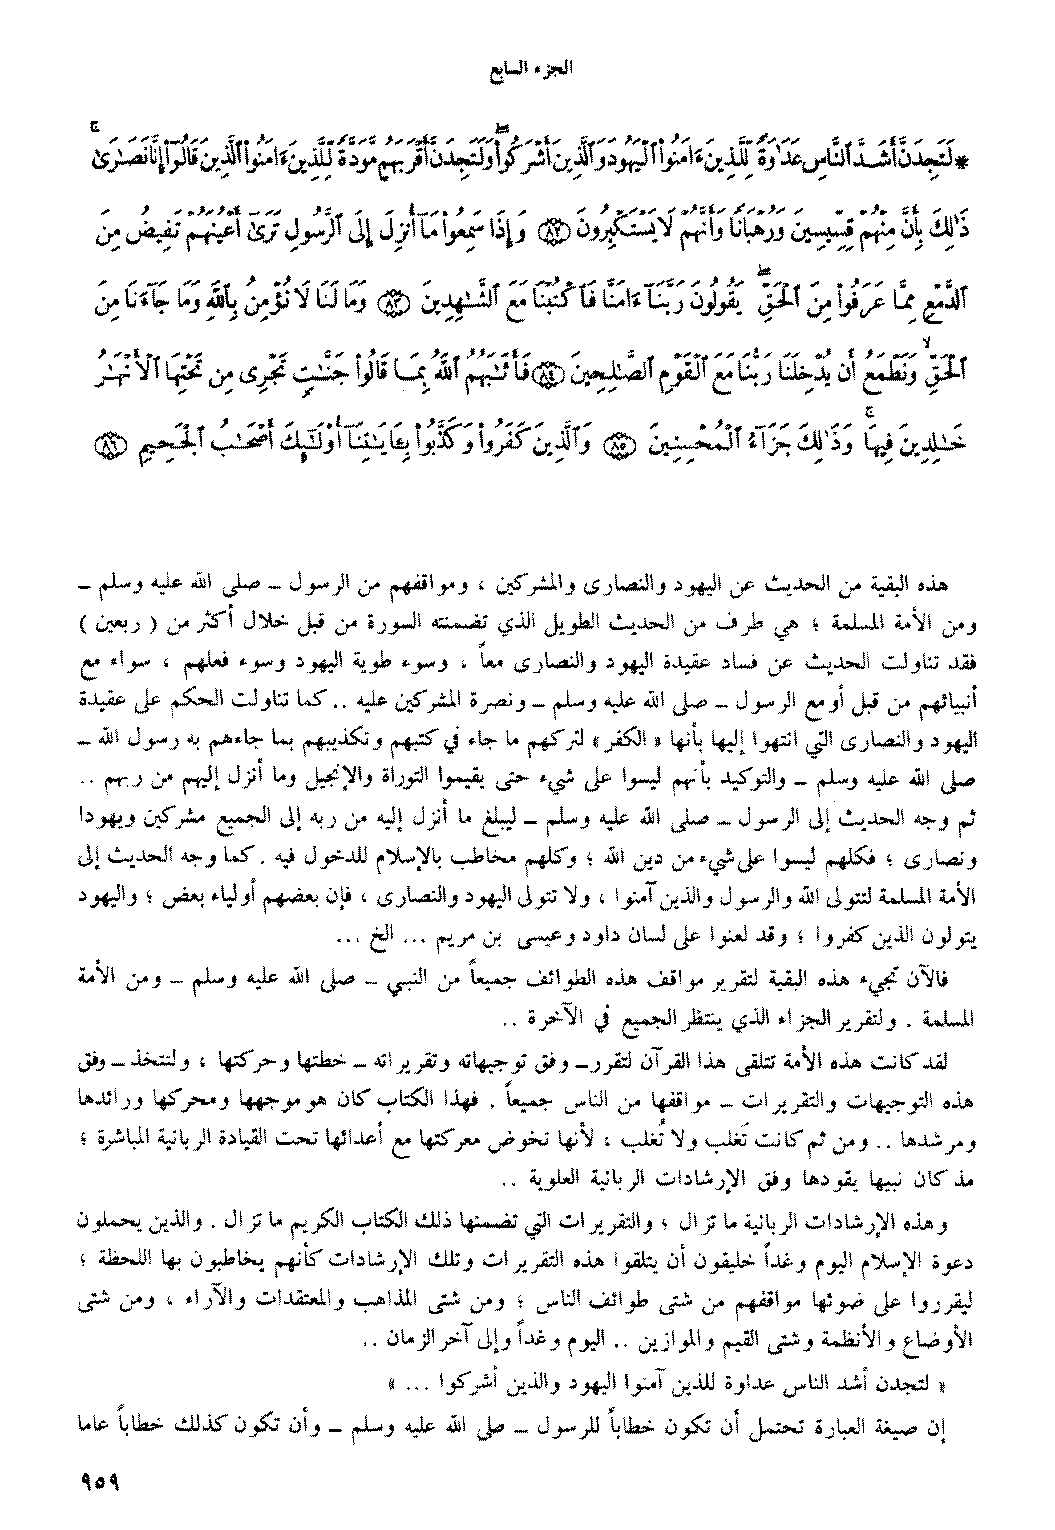 الجزء السابع
* لَتَجِدَنَّ أَشَدَّ ٱلنَّاسِ عَدَٰوَةً لِّلَّذِينَ ءَامَنُوا۟ ٱلْيَهُودَ وَٱلَّذِينَ أَشْرَكُوا۟ ۖ وَلَتَجِدَنَّ أَقْرَبَهُم مَّوَدَّةً لِّلَّذِينَ ءَامَنُوا۟ ٱلَّذِينَ قَالُوٓا۟ إِنَّا نَصَٰرَىٰ ۚ
ذَٰلِكَ بِأَنَّ مِنْهُمْ قِسِّيسِينَ وَرُهْبَانًا وَأَنَّهُمْ لَا يَسْتَكْبِرُونَ ﴿٨٢﴾ وَإِذَا سَمِعُوا۟ مَآ أُنزِلَ إِلَى ٱلرَّسُولِ تَرَىٰٓ أَعْيُنَهُمْ تَفِيضُ مِنَ
ٱلدَّمْعِ مِمَّا عَرَفُوا۟ مِنَ ٱلْحَقِّ ۖ يَقُولُونَ رَبَّنَآ ءَامَنَّا فَٱكْتُبْنَا مَعَ ٱلشَّٰهِدِينَ ﴿٨٣﴾ وَمَا لَنَا لَا نُؤْمِنُ بِٱللَّهِ وَمَا جَآءَنَا مِنَ
ٱلْحَقِّ وَنَطْمَعُ أَن يُدْخِلَنَا رَبُّنَا مَعَ ٱلْقَوْمِ ٱلصَّٰلِحِينَ ﴿٨٤﴾ فَأَثَٰبَهُمُ ٱللَّهُ بِمَا قَالُوا۟ جَنَّٰتٍ تَجْرِى مِن تَحْتِهَا ٱلْأَنْهَٰرُ
خَٰلِدِينَ فِيهَا ۚ وَذَٰلِكَ جَزَآءُ ٱلْمُحْسِنِينَ ﴿٨٥﴾ وَٱلَّذِينَ كَفَرُوا۟ وَكَذَّبُوا۟ بِـَٔايَٰتِنَآ أُو۟لَٰٓئِكَ أَصْحَٰبُ ٱلْجَحِيمِ ﴿٨٦﴾
هذه البقية من الحديث عن اليهود والنصارى والمشركين ، ومواقفهم من الرسول – صلى الله عليه وسلم –
ومن الأمة المسلمة ؛ هي طرف من الحديث الطويل الذي تضمنته السورة من قبل خلال أكثر من ( ربعين )
فقد تناولت الحديث عن فساد عقيدة اليهود والنصارى معاً ، وسوء طوية اليهود وسوء فعلهم ، سواء مع
أنبيائهم من قبل أو مع الرسول – صلى الله عليه وسلم – ونصرة المشركين عليه .. كما تناولت الحكم على عقيدة
اليهود والنصارى التي انتهوا إليها بأنها « الكفر » لتركهم ما جاء في كتبهم وتكذيبهم بما جاءهم به رسول الله –
صلى الله عليه وسلم – والتوكيد بأنهم ليسوا على شيء حتى يقيموا التوراة والإنجيل وما أنزل إليهم من ربهم ..
ثم وجه الحديث إلى الرسول – صلى الله عليه وسلم – ليبلغ ما أنزل إليه من ربه إلى الجميع مشركين ويهودا
ونصارى ؛ فكلهم ليسوا على شيء من دين الله ؛ وكلهم مخاطب بالإسلام للدخول فيه . كما وجه الحديث إلى
الأمة المسلمة لتتولى الله والرسول والذين آمنوا ، ولا تتولى اليهود والنصارى ، فإن بعضهم أولياء بعض ؛ واليهود
يتولون الذين كفروا ؛ وقد لعنوا على لسان داود وعيسى بن مريم ... الخ ...
فالآن تجيء هذه البقية لتقرير مواقف هذه الطوائف جميعاً من النبي – صلى الله عليه وسلم – ومن الأمة
المسلمة . ولتقرير الجزاء الذي ينتظر الجميع في الآخرة ..
لقد كانت هذه الأمة تتلقى هذا القرآن لتقرر – وفق توجيهاته وتقريراته – خطتها وحركتها ، ولتتخذ – وفق
هذه التوجيهات والتقريرات – مواقفها من الناس جميعاً . فهذا الكتاب كان هو موجهها ومحركها ورائدها
ومرشدها .. ومن ثم كانت تَغلب ولا تُغلب ، لأنها تخوض معركتها مع أعدائها تحت القيادة الربانية المباشرة ؛
مذ كان نبيها يقودها وفق الإرشادات الربانية العلوية ..
وهذه الإرشادات الربانية ما تزال ؛ والتقريرات التي تضمنها ذلك الكتاب الكريم ما تزال . والذين يحملون
دعوة الإسلام اليوم وغداً خليقون أن يتلقوا هذه التقريرات وتلك الإرشادات كأنهم يخاطبون بها اللحظة ؛
ليقرروا على ضوئها مواقفهم من شتى طوائف الناس ؛ ومن شتى المذاهب والمعتقدات والآراء ، ومن شتى
الأوضاع والأنظمة وشتى القيم والموازين .. اليوم وغداً وإلى آخر الزمان ..
« لتجدن أشد الناس عداوة للذين آمنوا اليهود والذين أشركوا ... »
إن صيغة العبارة تحتمل أن تكون خطاباً للرسول – صلى الله عليه وسلم – وأن تكون كذلك خطاباً عاما
٩٥٩